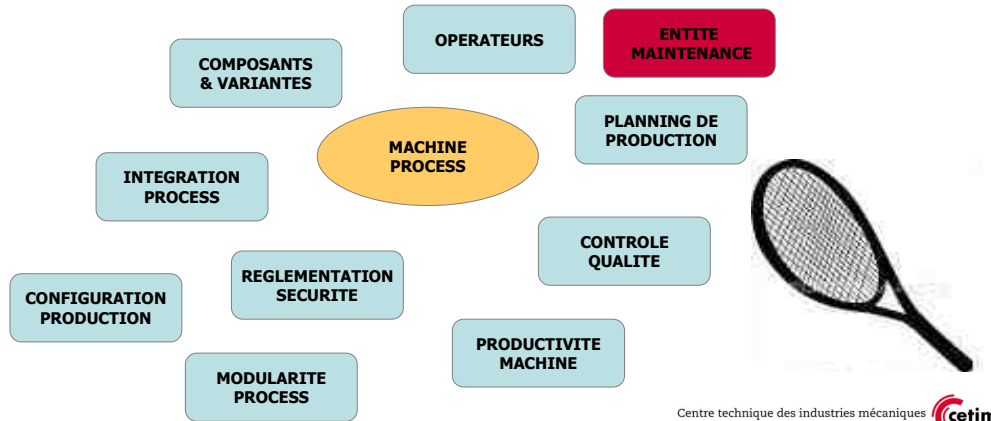 OPERATEURS
ENTITE
MAINTENANCE
COMPOSANTS
& VARIANTES
PLANNING DE
PRODUCTION
MACHINE
PROCESS
INTEGRATION
PROCESS
CONTROLE
QUALITE
REGLEMENTATION
SECURITE
CONFIGURATION
PRODUCTION
PRODUCTIVITE
MACHINE
MODULARITE
PROCESS
Centre technique des industries mécaniques cetim